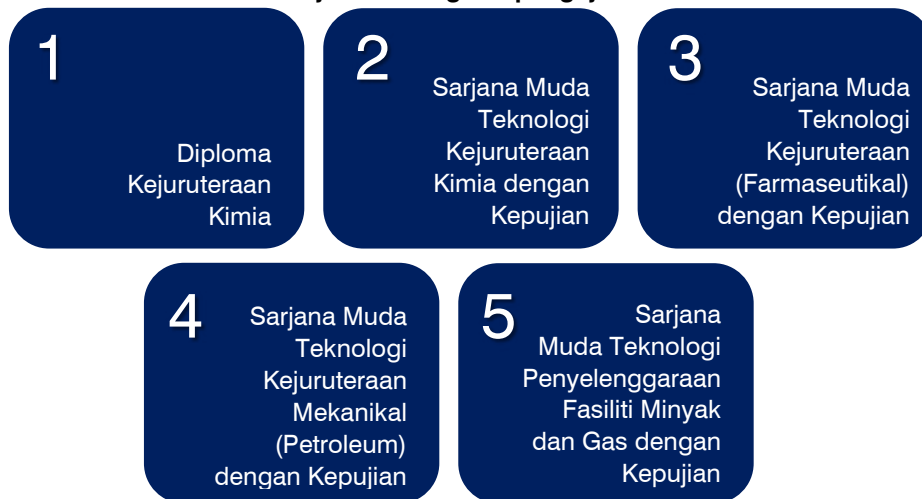 1
Diploma
Kejuruteraan
Kimia
2
Sarjana Muda
Teknologi
Kejuruteraan
Kimia dengan
Kepujian
3
Sarjana Muda
Teknologi
Kejuruteraan
(Farmaseutikal)
dengan Kepujian
4
Sarjana Muda
Teknologi
Kejuruteraan
Mekanikal
(Petroleum)
dengan Kepujian
5
Sarjana
Muda Teknologi
Penyelenggaraan
Fasiliti Minyak
dan Gas dengan
Kepujian